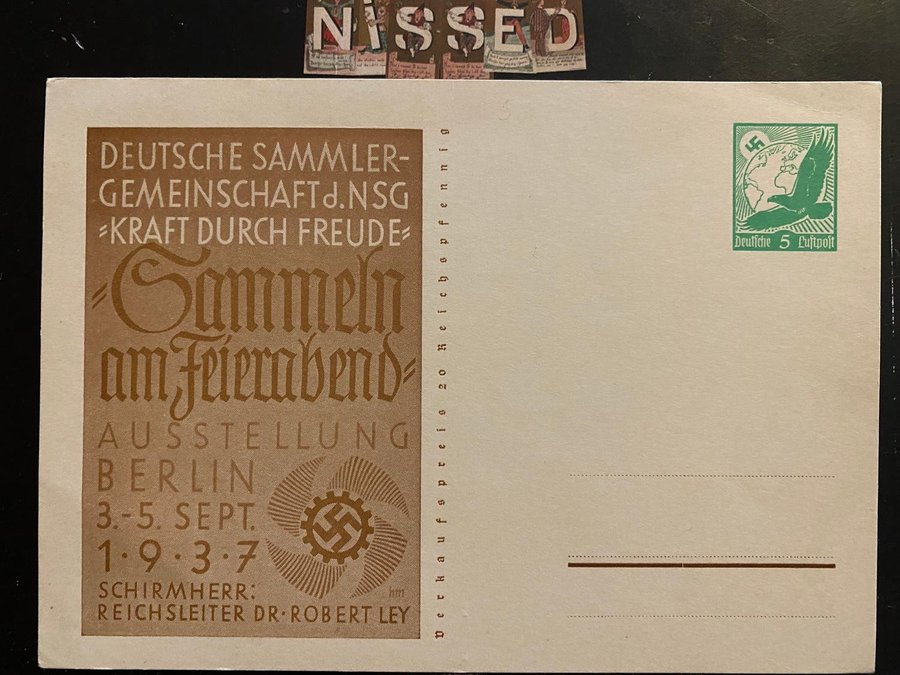 NiSSED
DEUTSCHE SAMMLER-
GEMEINSCHAFT d. NSG
"KRAFT DURCH FREUDE"
"Sammeln
am Feierabend"
AUSSTELLUNG
BERLIN
3.-5. SEPT.
1·9·3·7
SCHIRMHERR:
REICHSLEITER DR·ROBERT LEY
hm
Verkaufspreis 20 Reichspfennig
Deutsche 5 Luftpost